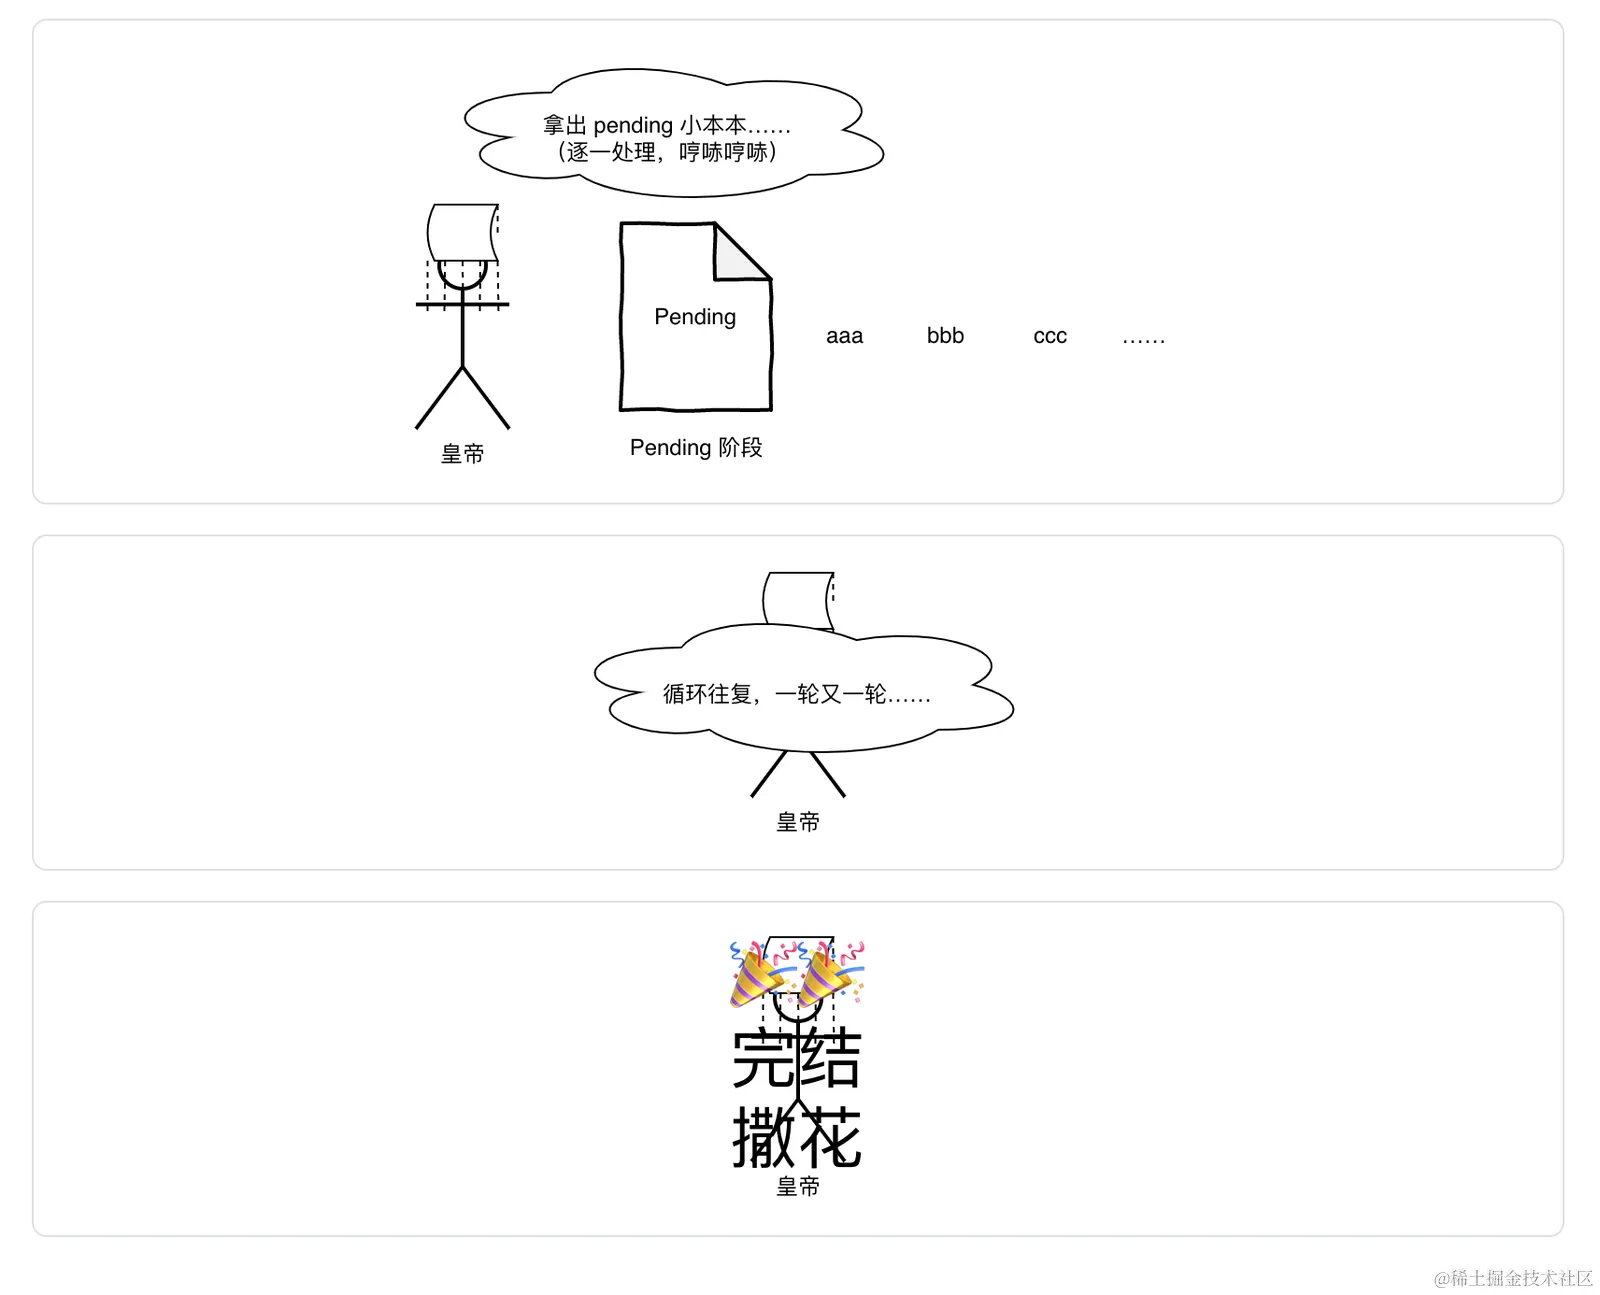 拿出 pending 小本本……
（逐一处理，哼哧哼哧）
Pending
aaa bbb ccc ……
Pending 阶段
皇帝
循环往复，一轮又一轮……
皇帝
🎉🎉
完结
撒花
皇帝
@稀土掘金技术社区